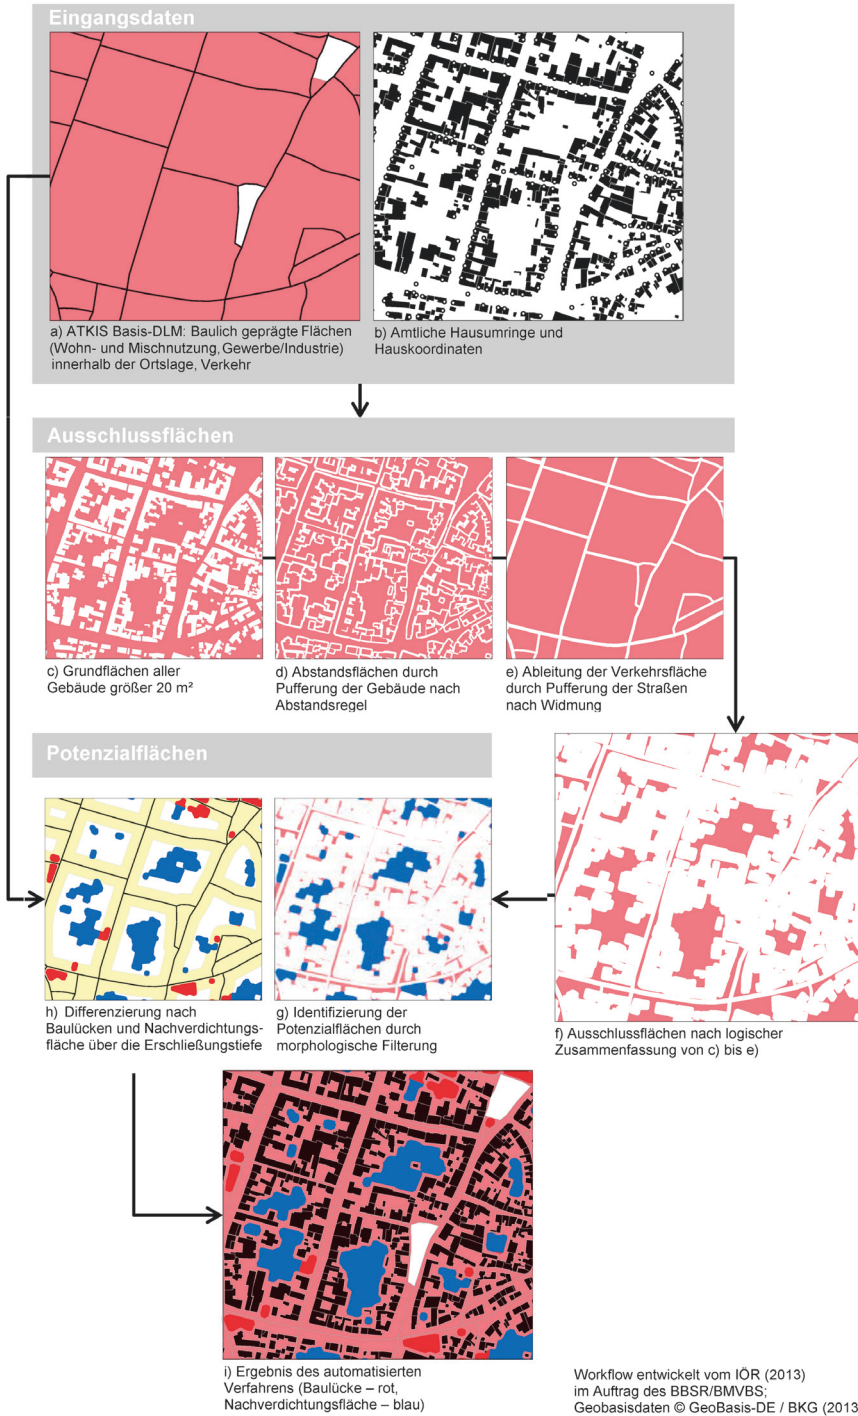 Eingangsdaten
a) ATKIS Basis-DLM: Baulich geprägte Flächen
(Wohn- und Mischnutzung, Gewerbe/Industrie)
innerhalb der Ortslage, Verkehr
b) Amtliche Hausumringe und
Hauskoordinaten
Ausschlussflächen
c) Grundflächen aller
Gebäude größer 20 m²
d) Abstandsflächen durch
Pufferung der Gebäude nach
Abstandsregel
e) Ableitung der Verkehrsfläche
durch Pufferung der Straßen
nach Widmung
Potenzialflächen
h) Differenzierung nach
Baulücken und Nachverdichtungs-
fläche über die Erschließungstiefe
g) Identifizierung der
Potenzialflächen durch
morphologische Filterung
f) Ausschlussflächen nach logischer
Zusammenfassung von c) bis e)
i) Ergebnis des automatisierten
Verfahrens (Baulücke – rot,
Nachverdichtungsfläche – blau)
Workflow entwickelt vom IÖR (2013)
im Auftrag des BBSR/BMVBS;
Geobasisdaten © GeoBasis-DE / BKG (2013